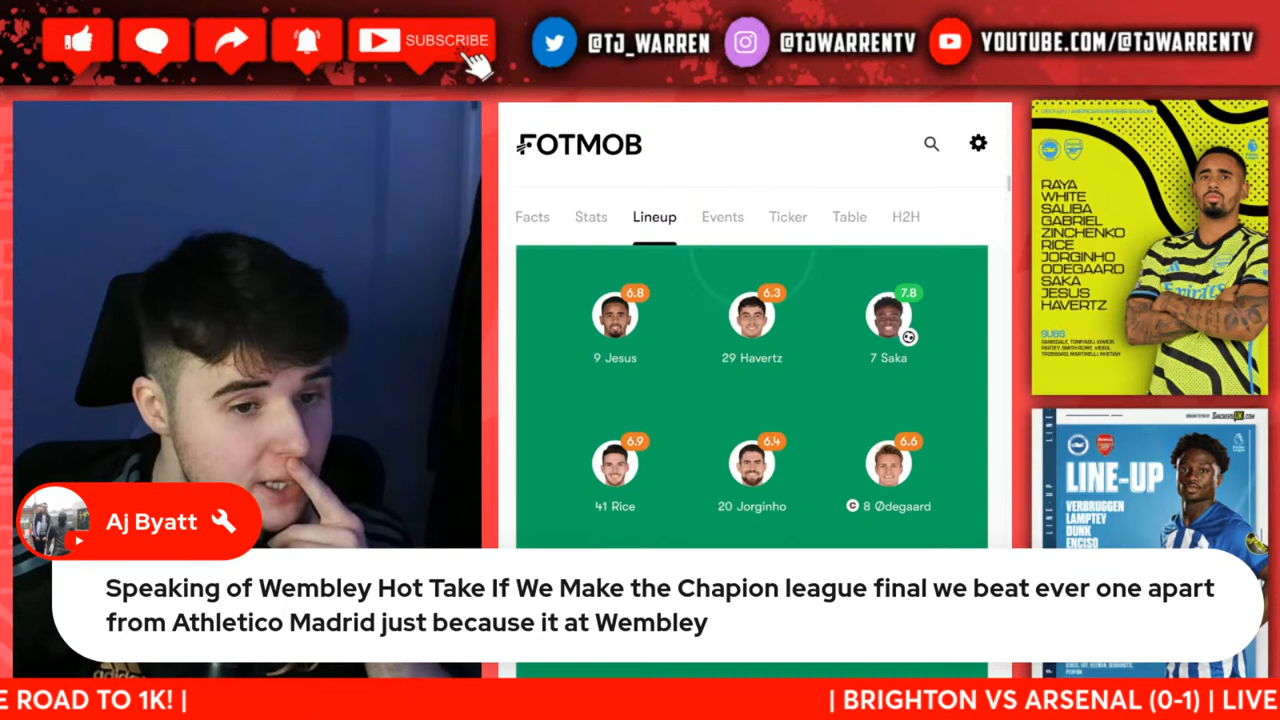 SUBSCRIBE
@TJ_WARREN
@TJWARRENTV
YOUTUBE.COM/@TJWARRENTV
FOTMOB
Facts Stats Lineup Events Ticker Table H2H
6.8 6.3 7.8
9 Jesus 29 Havertz 7 Saka
6.9 6.4 6.6
41 Rice 20 Jorginho C 8 Ødegaard
RAYA
WHITE
SALIBA
GABRIEL
ZINCHENKO
RICE
JORGINHO
ODEGAARD
SAKA
JESUS
HAVERTZ
SUBS
Emirates
LINE-UP
VERBRUGGEN
LAMPTEY
DUNK
ENCISO
Aj Byatt
Speaking of Wembley Hot Take If We Make the Chapion league final we beat ever one apart
from Athletico Madrid just because it at Wembley
E ROAD TO 1K! |
| BRIGHTON VS ARSENAL (0-1) | LIVE